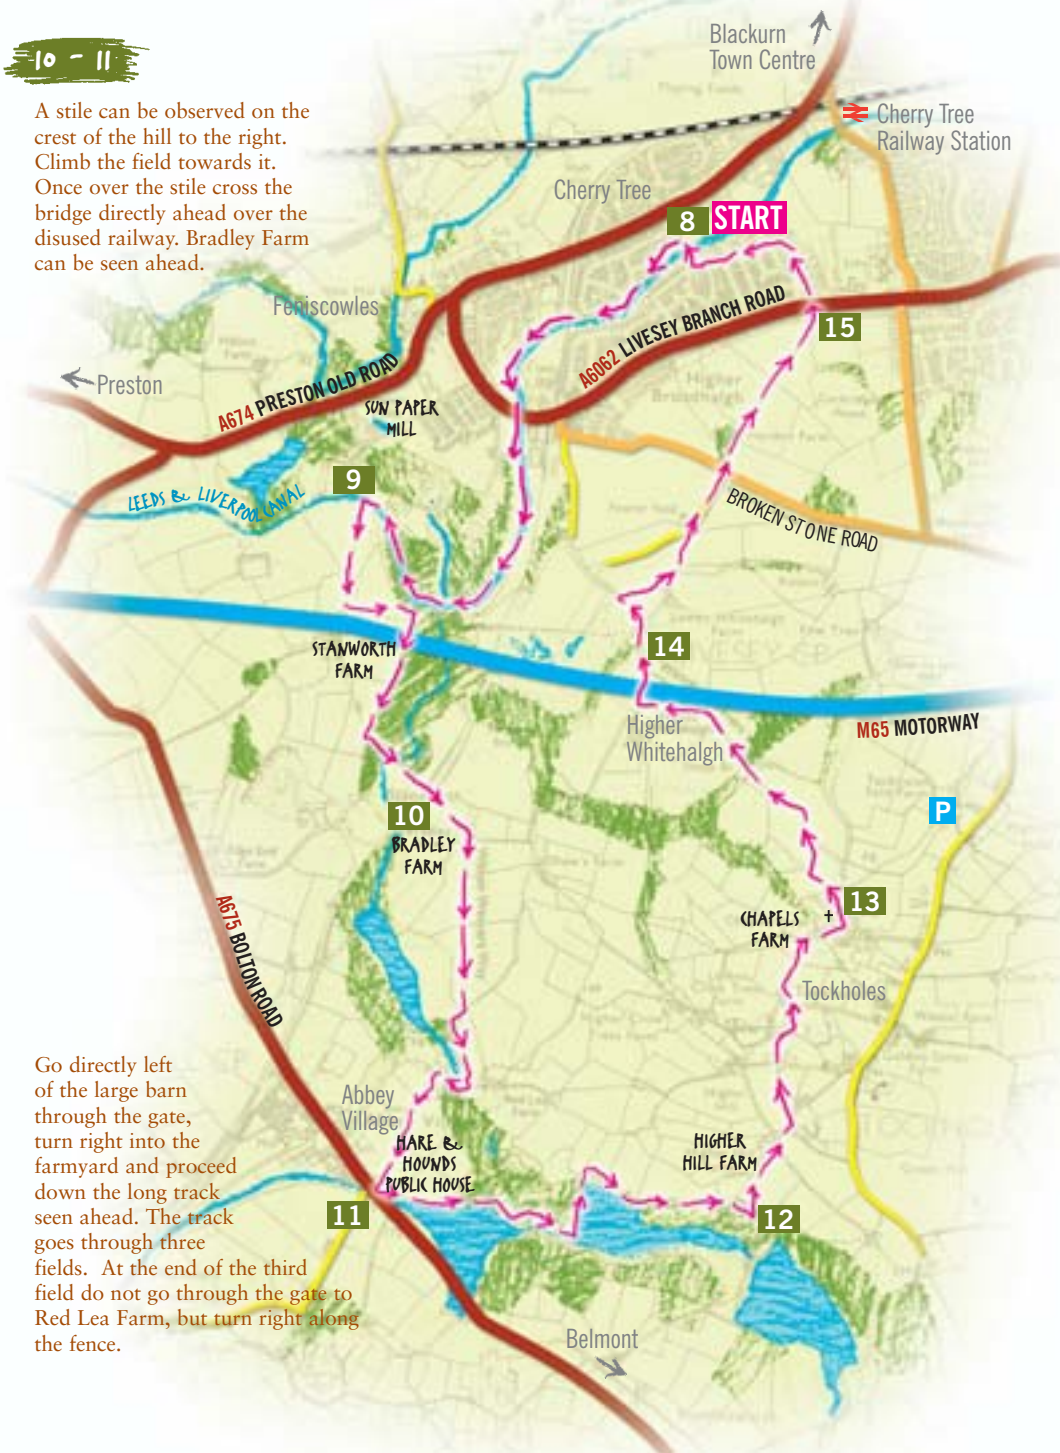 10 - 11
A stile can be observed on the
crest of the hill to the right.
Climb the field towards it.
Once over the stile cross the
bridge directly ahead over the
disused railway. Bradley Farm
can be seen ahead.
Blackurn
Town Centre
Cherry Tree
Railway Station
Cherry Tree
8 START
Feniscowles
A6062 LIVESEY BRANCH ROAD
15
Preston
A674 PRESTON OLD ROAD
SUN PAPER
MILL
9
LEEDS & LIVERPOOL CANAL
BROKEN STONE ROAD
STANWORTH
FARM
14
Higher
Whitehalgh
M65 MOTORWAY
P
10
BRADLEY
FARM
A675 BOLTON ROAD
13
CHAPELS
FARM
Tockholes
Go directly left
of the large barn
through the gate,
turn right into the
farmyard and proceed
down the long track
seen ahead. The track
goes through three
fields. At the end of the third
field do not go through the gate to
Red Lea Farm, but turn right along
the fence.
Abbey
Village
HARE &
HOUNDS
PUBLIC HOUSE
HIGHER
HILL FARM
11
12
Belmont